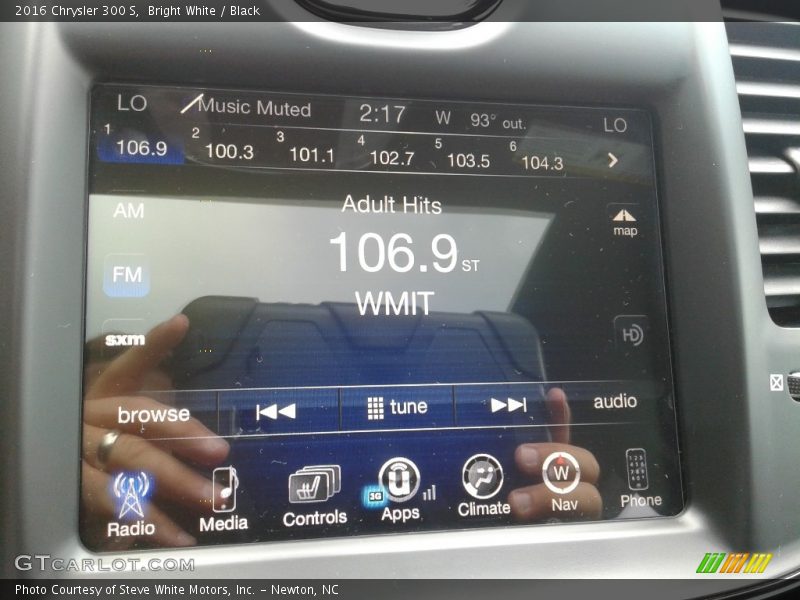 2016 Chrysler 300 S, Bright White / Black
LO Music Muted 2:17 W 93° out. LO
1 106.9 2 100.3 3 101.1 4 102.7 5 103.5 6 104.3
AM
Adult Hits
map
FM
106.9 ST
WMIT
sxm
HD
browse tune audio
Radio Media Controls 3G Apps Climate W Nav Phone
GTCARLOT.COM
Photo Courtesy of Steve White Motors, Inc. – Newton, NC